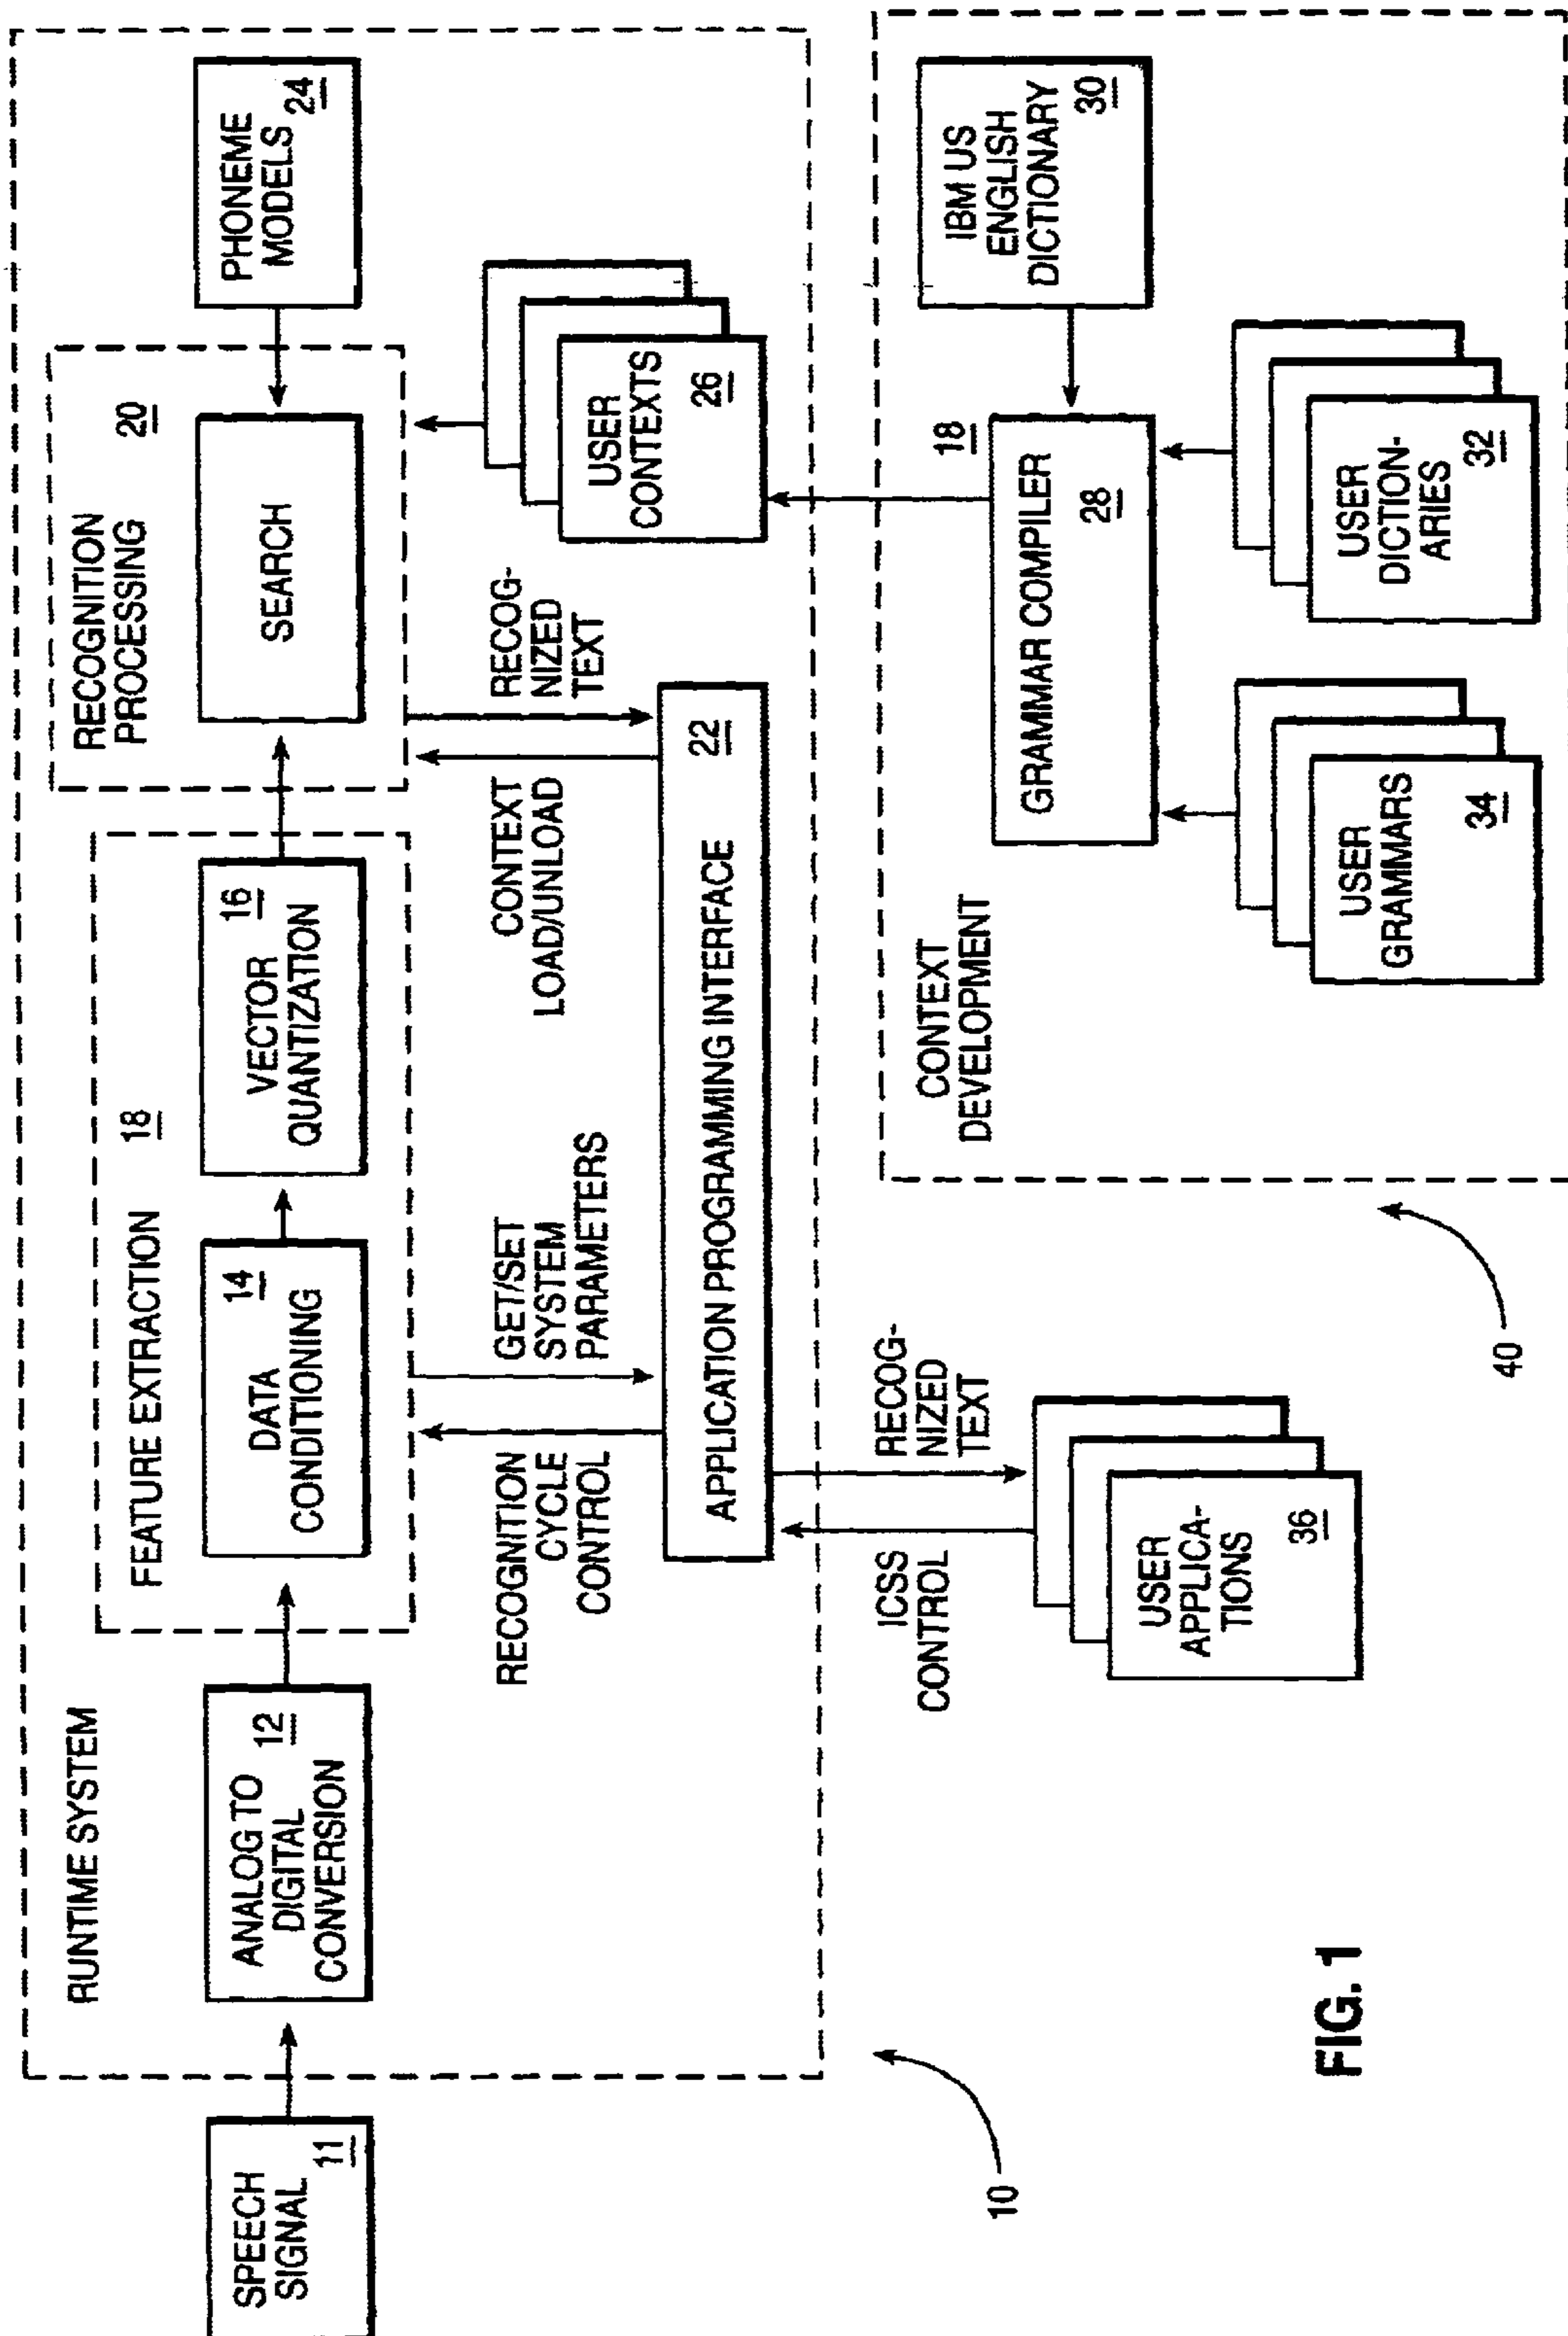 RUNTIME SYSTEM
SPEECH
SIGNAL
11
ANALOG TO
DIGITAL
12
CONVERSION
FEATURE EXTRACTION
18
DATA
14
CONDITIONING
VECTOR
16
QUANTIZATION
RECOGNITION
PROCESSING
20
SEARCH
PHONEME
MODELS
24
RECOGNITION
CYCLE
CONTROL
GET/SET
SYSTEM
PARAMETERS
CONTEXT
LOAD/UNLOAD
RECOG-
NIZED
TEXT
USER
CONTEXTS
26
APPLICATION PROGRAMING INTERFACE
22
10
ICSS
CONTROL
RECOG-
NIZED
TEXT
USER
APPLICA-
TIONS
36
40
CONTEXT
DEVELOPMENT
18
GRAMMAR COMPILER
28
IBM US
ENGLISH
DICTIONARY
30
USER
GRAMMARS
34
USER
DICTION-
ARIES
32
FIG. 1